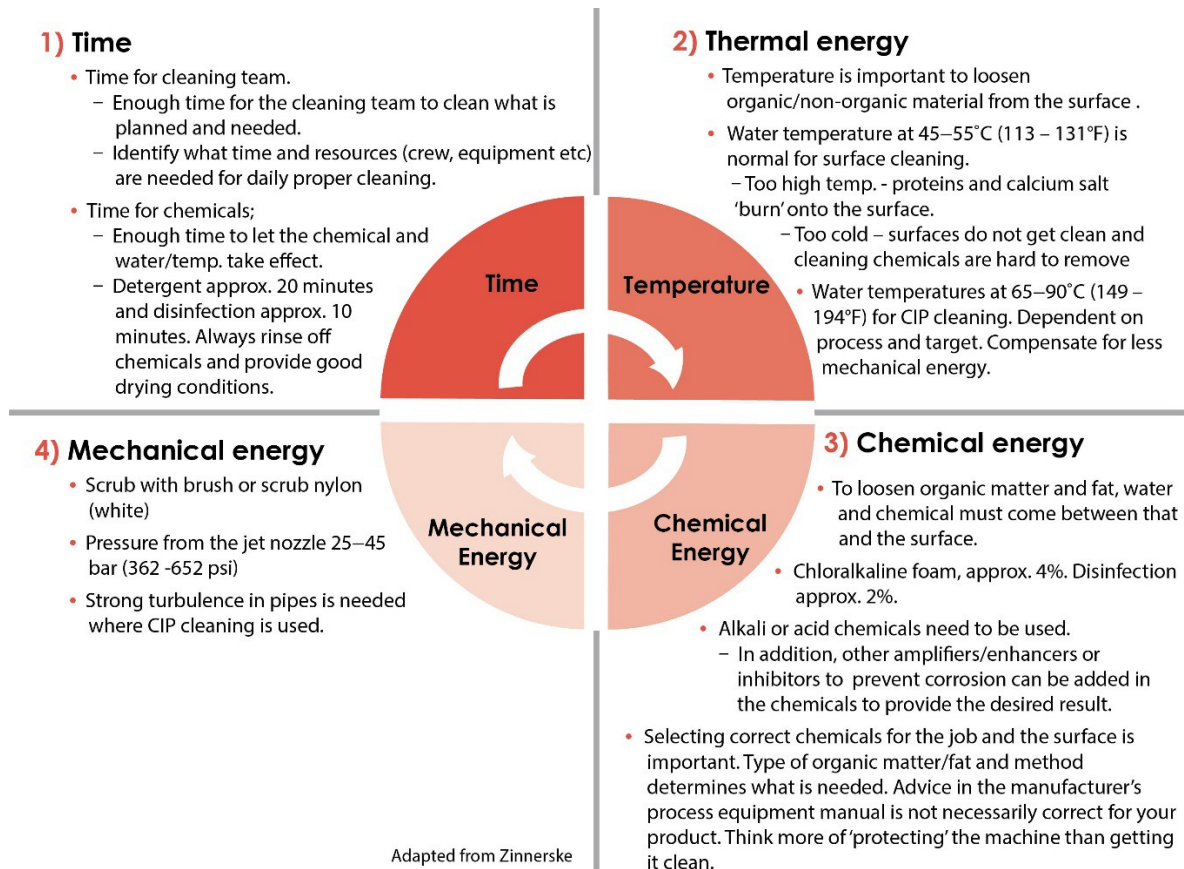 1) Time
• Time for cleaning team.
– Enough time for the cleaning team to clean what is
planned and needed.
– Identify what time and resources (crew, equipment etc)
are needed for daily proper cleaning.
• Time for chemicals;
– Enough time to let the chemical and
water/temp. take effect.
– Detergent approx. 20 minutes
and disinfection approx. 10
minutes. Always rinse off
chemicals and provide good
drying conditions.
2) Thermal energy
• Temperature is important to loosen
organic/non-organic material from the surface .
• Water temperature at 45–55˚C (113 – 131°F) is
normal for surface cleaning.
– Too high temp. - proteins and calcium salt
‘burn’ onto the surface.
– Too cold – surfaces do not get clean and
cleaning chemicals are hard to remove
• Water temperatures at 65–90˚C (149 –
194°F) for CIP cleaning. Dependent on
process and target. Compensate for less
mechanical energy.
Time
Temperature
Mechanical
Energy
Chemical
Energy
3) Chemical energy
• To loosen organic matter and fat, water
and chemical must come between that
and the surface.
• Chloralkaline foam, approx. 4%. Disinfection
approx. 2%.
• Alkali or acid chemicals need to be used.
– In addition, other amplifiers/enhancers or
inhibitors to prevent corrosion can be added in
the chemicals to provide the desired result.
• Selecting correct chemicals for the job and the surface is
important. Type of organic matter/fat and method
determines what is needed. Advice in the manufacturer’s
process equipment manual is not necessarily correct for your
product. Think more of ‘protecting’ the machine than getting
it clean.
4) Mechanical energy
• Scrub with brush or scrub nylon
(white)
• Pressure from the jet nozzle 25–45
bar (362 -652 psi)
• Strong turbulence in pipes is needed
where CIP cleaning is used.
Adapted from Zinnerske